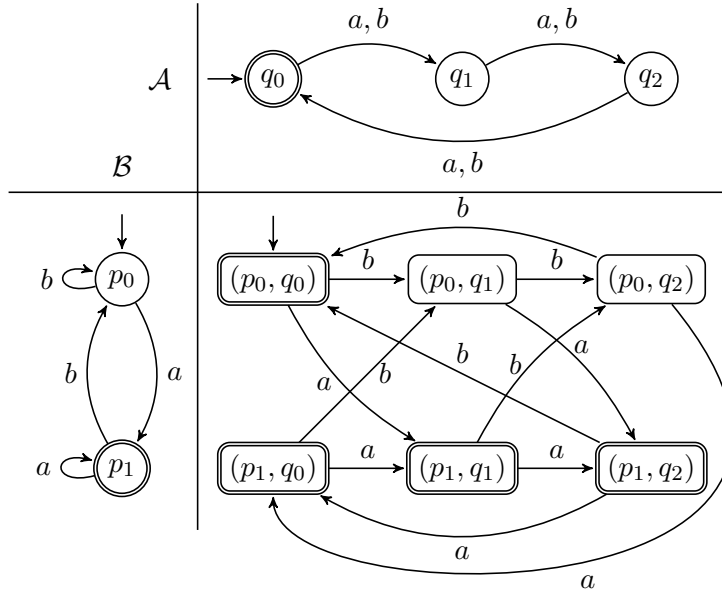 a, b a, b
𝒜 q₀ q₁ q₂
a, b
ℬ
b
b p₀ (p₀, q₀) b (p₀, q₁) b (p₀, q₂)
b a a b b b a
a p₁ (p₁, q₀) a (p₁, q₁) a (p₁, q₂)
a
a